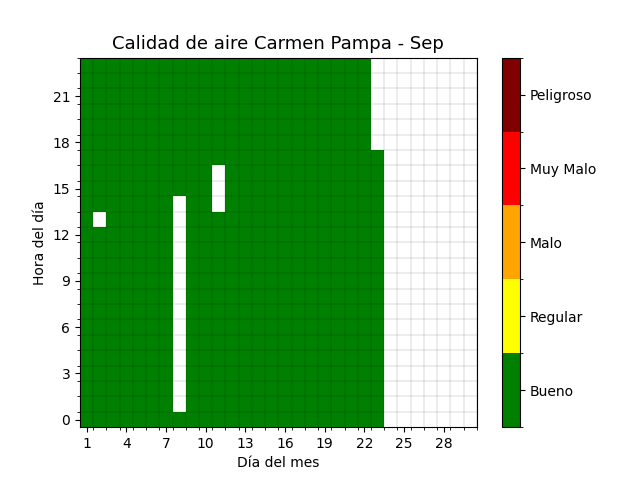 Calidad de aire Carmen Pampa - Sep
21
18
15
12
9
6
3
0
Hora del día
1 4 7 10 13 16 19 22 25 28
Día del mes
Peligroso
Muy Malo
Malo
Regular
Bueno